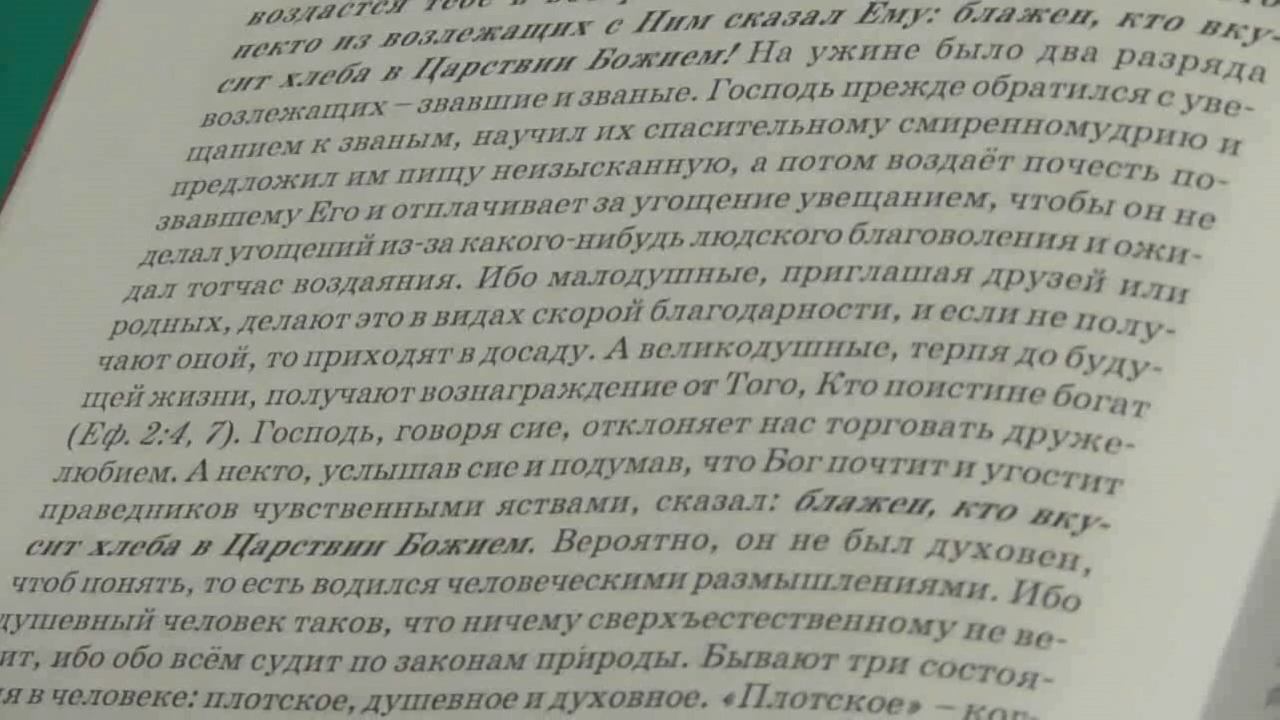 воздастся тебе в
некто из возлежащих с Ним сказал Ему: блажен, кто вку-
сит хлеба в Царствии Божием! На ужине было два разряда
возлежащих – звавшие и званые. Господь прежде обратился с уве-
щанием к званым, научил их спасительному смиренномудрию и
предложил им пищу неизысканную, а потом воздаёт почесть по-
звавшему Его и отплачивает за угощение увещанием, чтобы он не
делал угощений из-за какого-нибудь людского благоволения и ожи-
дал тотчас воздаяния. Ибо малодушные, приглашая друзей или
родных, делают это в видах скорой благодарности, и если не полу-
чают оной, то приходят в досаду. А великодушные, терпя до буду-
щей жизни, получают вознаграждение от Того, Кто поистине богат
(Еф. 2:4, 7). Господь, говоря сие, отклоняет нас торговать друже-
любием. А некто, услышав сие и подумав, что Бог почтит и угостит
праведников чувственными яствами, сказал: блажен, кто вку-
сит хлеба в Царствии Божием. Вероятно, он не был духовен,
чтоб понять, то есть водился человеческими размышлениями. Ибо
душевный человек таков, что ничему сверхъестественному не ве-
ит, ибо обо всём судит по законам природы. Бывают три состоя-
я в человеке: плотское, душевное и духовное. «Плотское» – ког-